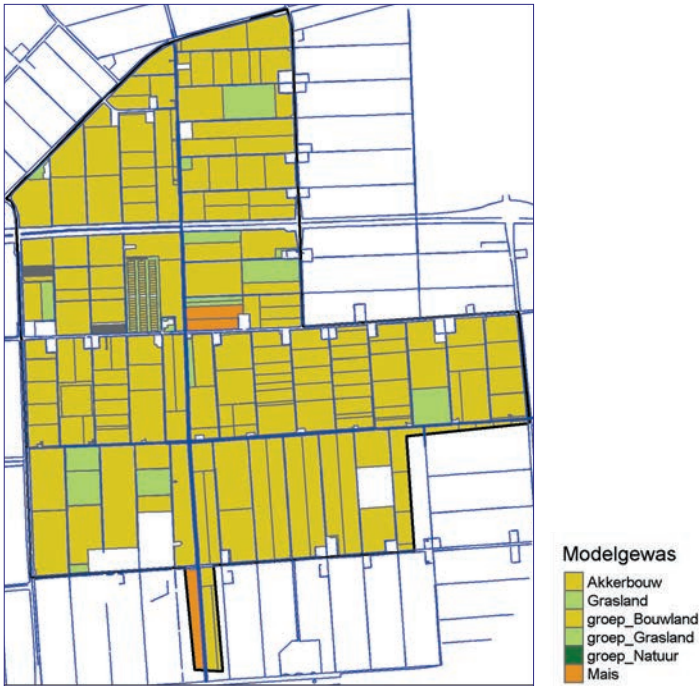 Modelgewas
Akkerbouw
Grasland
groep_Bouwland
groep_Grasland
groep_Natuur
Mais